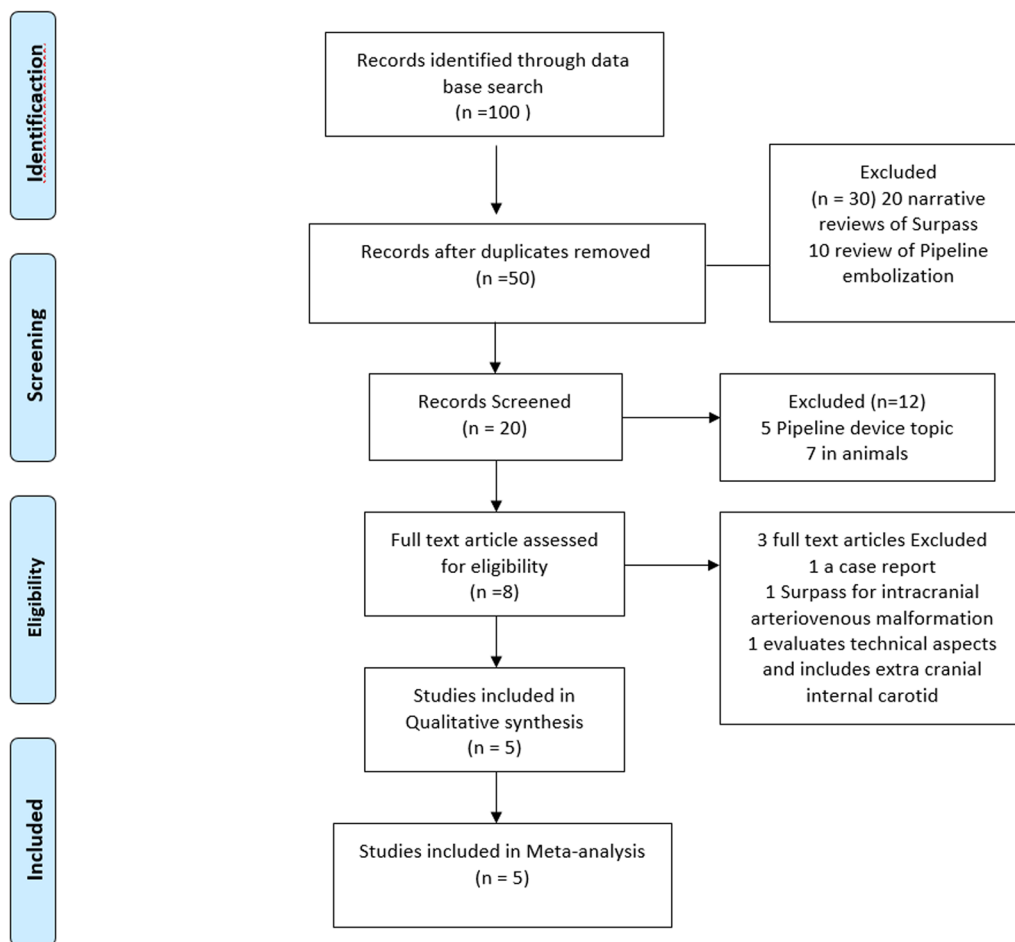 Identificaction
Records identified through data
base search
(n =100 )
Excluded
(n = 30) 20 narrative
reviews of Surpass
10 review of Pipeline
embolization
Records after duplicates removed
(n =50)
Screening
Records Screened
(n = 20)
Excluded (n=12)
5 Pipeline device topic
7 in animals
Eligibility
Full text article assessed
for eligibility
(n =8)
3 full text articles Excluded
1 a case report
1 Surpass for intracranial
arteriovenous malformation
1 evaluates technical aspects
and includes extra cranial
internal carotid
Studies included in
Qualitative synthesis
(n = 5)
Included
Studies included in Meta-analysis
(n = 5)